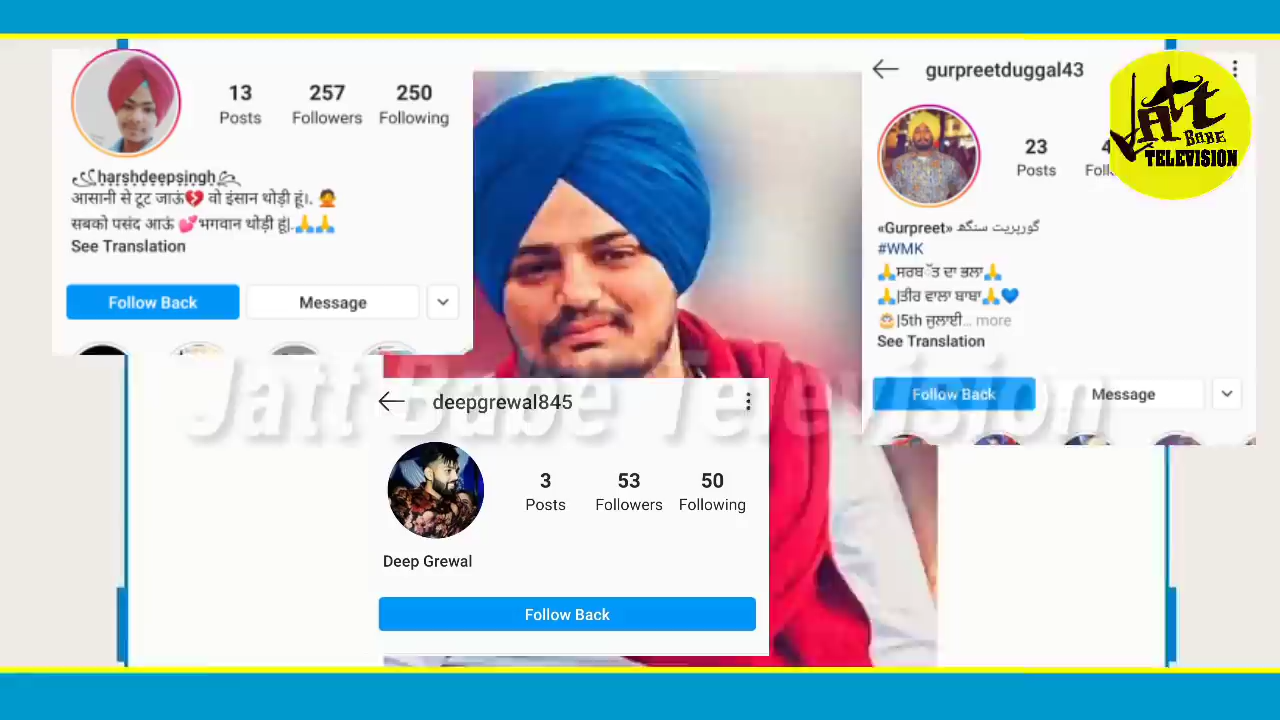 13
257
250
Posts
Followers
Following
harshdeepsingh
आसानी से टूट जाऊं💔 वो इंसान थोड़ी हूं।. 🙅
सबको पसंद आऊं 💕भगवान थोड़ी हूं|.🙏🙏
See Translation
Follow Back
Message
gurpreetduggal43
23
4
Posts
Foll
«Gurpreet» گورپریت سنگھ
#WMK
🙏ਸਰਬੱਤ ਦਾ ਭਲਾ🙏
🙏|ਤੀਰ ਵਾਲਾ ਬਾਬਾ🙏💙
🎂|5th ਜੁਲਾਈ... more
See Translation
Follow Back
Message
Jatt
Babe
Television
Jatt Babe Television
deepgrewal845
3
53
50
Posts
Followers
Following
Deep Grewal
Follow Back